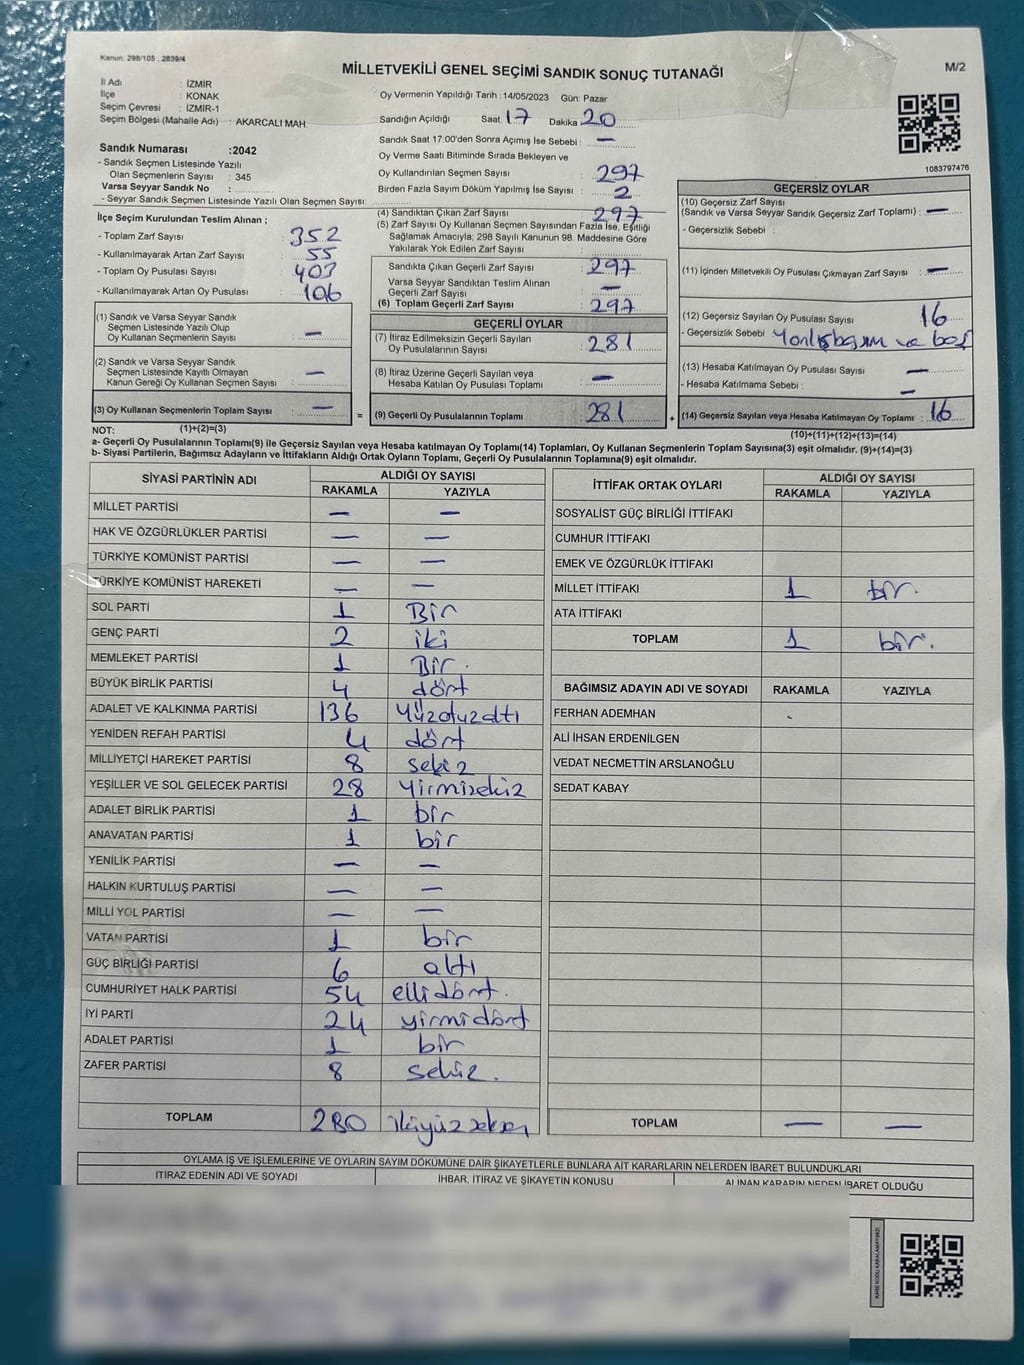 Kanun: 298/105 , 2839/4
MİLLETVEKİLİ GENEL SEÇİMİ SANDIK SONUÇ TUTANAĞI
M/2
İl Adı : İZMİR
İlçe : KONAK
Seçim Çevresi : İZMİR-1
Seçim Bölgesi (Mahalle Adı) : AKARCALI MAH.
Oy Vermenin Yapıldığı Tarih : 14/05/2023 Gün: Pazar
Sandığın Açıldığı Saat 17 Dakika 20
Sandık Saat 17:00'den Sonra Açılmış İse Sebebi : —
Oy Verme Saati Bitiminde Sırada Bekleyen ve
Oy Kullandırılan Seçmen Sayısı 297
Birden Fazla Sayım Döküm Yapılmış İse Sayısı : 2
1083797476
Sandık Numarası :2042
- Sandık Seçmen Listesinde Yazılı
Olan Seçmenlerin Sayısı : 345
Varsa Seyyar Sandık No :
- Seyyar Sandık Seçmen Listesinde Yazılı Olan Seçmen Sayısı:
İlçe Seçim Kurulundan Teslim Alınan ;
- Toplam Zarf Sayısı 352
- Kullanılmayarak Artan Zarf Sayısı : 55
- Toplam Oy Pusulası Sayısı 403
- Kullanılmayarak Artan Oy Pusulası : 106
(1) Sandık ve Varsa Seyyar Sandık
Seçmen Listesinde Yazılı Olup
Oy Kullanan Seçmenlerin Sayısı : —
(2) Sandık ve Varsa Seyyar Sandık
Seçmen Listesinde Kayıtlı Olmayan
Kanun Gereği Oy Kullanan Seçmen Sayısı : —
(3) Oy Kullanan Seçmenlerin Toplam Sayısı : —
(4) Sandıktan Çıkan Zarf Sayısı 297
(5) Zarf Sayısı Oy Kullanan Seçmen Sayısından Fazla İse, Eşitliği
Sağlamak Amacıyla; 298 Sayılı Kanunun 98. Maddesine Göre
Yakılarak Yok Edilen Zarf Sayısı :
Sandıkta Çıkan Geçerli Zarf Sayısı : 297
Varsa Seyyar Sandıktan Teslim Alınan
Geçerli Zarf Sayısı : —
(6) Toplam Geçerli Zarf Sayısı : 297
GEÇERLİ OYLAR
(7) İtiraz Edilmeksizin Geçerli Sayılan
Oy Pusulalarının Sayısı : 281
(8) İtiraz Üzerine Geçerli Sayılan veya
Hesaba Katılan Oy Pusulası Toplamı : —
= (9) Geçerli Oy Pusulalarının Toplamı : 281
GEÇERSİZ OYLAR
(10) Geçersiz Zarf Sayısı
(Sandık ve Varsa Seyyar Sandık Geçersiz Zarf Toplamı) : —
- Geçersizlik Sebebi :
(11) İçinden Milletvekili Oy Pusulası Çıkmayan Zarf Sayısı : —
(12) Geçersiz Sayılan Oy Pusulası Sayısı 16
- Geçersizlik Sebebi Yanlış basım ve boş
(13) Hesaba Katılmayan Oy Pusulası Sayısı —
- Hesaba Katılmama Sebebi : —
+ (14) Geçersiz Sayılan veya Hesaba Katılmayan Oy Toplamı : 16
NOT: (1)+(2)=(3)
(10)+(11)+(12)+(13)=(14)
a- Geçerli Oy Pusulalarının Toplamı(9) ile Geçersiz Sayılan veya Hesaba katılmayan Oy Toplamı(14) Toplamları, Oy Kullanan Seçmenlerin Toplam Sayısına(3) eşit olmalıdır. (9)+(14)=(3)
b- Siyasi Partilerin, Bağımsız Adayların ve İttifakların Aldığı Ortak Oyların Toplamı, Geçerli Oy Pusulalarının Toplamına(9) eşit olmalıdır.
SİYASİ PARTİNİN ADI ALDIĞI OY SAYISI
RAKAMLA YAZIYLA
MİLLET PARTİSİ — —
HAK VE ÖZGÜRLÜKLER PARTİSİ — —
TÜRKİYE KOMÜNİST PARTİSİ — —
TÜRKİYE KOMÜNİST HAREKETİ — —
SOL PARTİ 1 Bir
GENÇ PARTİ 2 iki
MEMLEKET PARTİSİ 1 Bir.
BÜYÜK BİRLİK PARTİSİ 4 dört
ADALET VE KALKINMA PARTİSİ 136 yüzotuzaltı
YENİDEN REFAH PARTİSİ 4 dört
MİLLİYETÇİ HAREKET PARTİSİ 8 sekiz
YEŞİLLER VE SOL GELECEK PARTİSİ 28 yirmisekiz
ADALET BİRLİK PARTİSİ 1 bir
ANAVATAN PARTİSİ 1 bir
YENİLİK PARTİSİ — —
HALKIN KURTULUŞ PARTİSİ — —
MİLLİ YOL PARTİSİ — —
VATAN PARTİSİ 1 bir
GÜÇ BİRLİĞİ PARTİSİ 6 altı
CUMHURİYET HALK PARTİSİ 54 ellidört.
İYİ PARTİ 24 yirmidört
ADALET PARTİSİ 1 bir
ZAFER PARTİSİ 8 sekiz.
TOPLAM 280 ikiyüzseksen
İTTİFAK ORTAK OYLARI ALDIĞI OY SAYISI
RAKAMLA YAZIYLA
SOSYALİST GÜÇ BİRLİĞİ İTTİFAKI
CUMHUR İTTİFAKI
EMEK VE ÖZGÜRLÜK İTTİFAKI
MİLLET İTTİFAKI 1 bir.
ATA İTTİFAKI
TOPLAM 1 bir.
BAĞIMSIZ ADAYIN ADI VE SOYADI RAKAMLA YAZIYLA
FERHAN ADEMHAN
ALİ İHSAN ERDENİLGEN
VEDAT NECMETTİN ARSLANOĞLU
SEDAT KABAY
TOPLAM — —
OYLAMA İŞ VE İŞLEMLERİNE VE OYLARIN SAYIM DÖKÜMÜNE DAİR ŞİKAYETLERLE BUNLARA AİT KARARLARIN NELERDEN İBARET BULUNDUKLARI
İTİRAZ EDENİN ADI VE SOYADI İHBAR, İTİRAZ VE ŞİKAYETİN KONUSU ALINAN KARARIN NEDEN İBARET OLDUĞU
KARE KODU KARALAMAYINIZ!